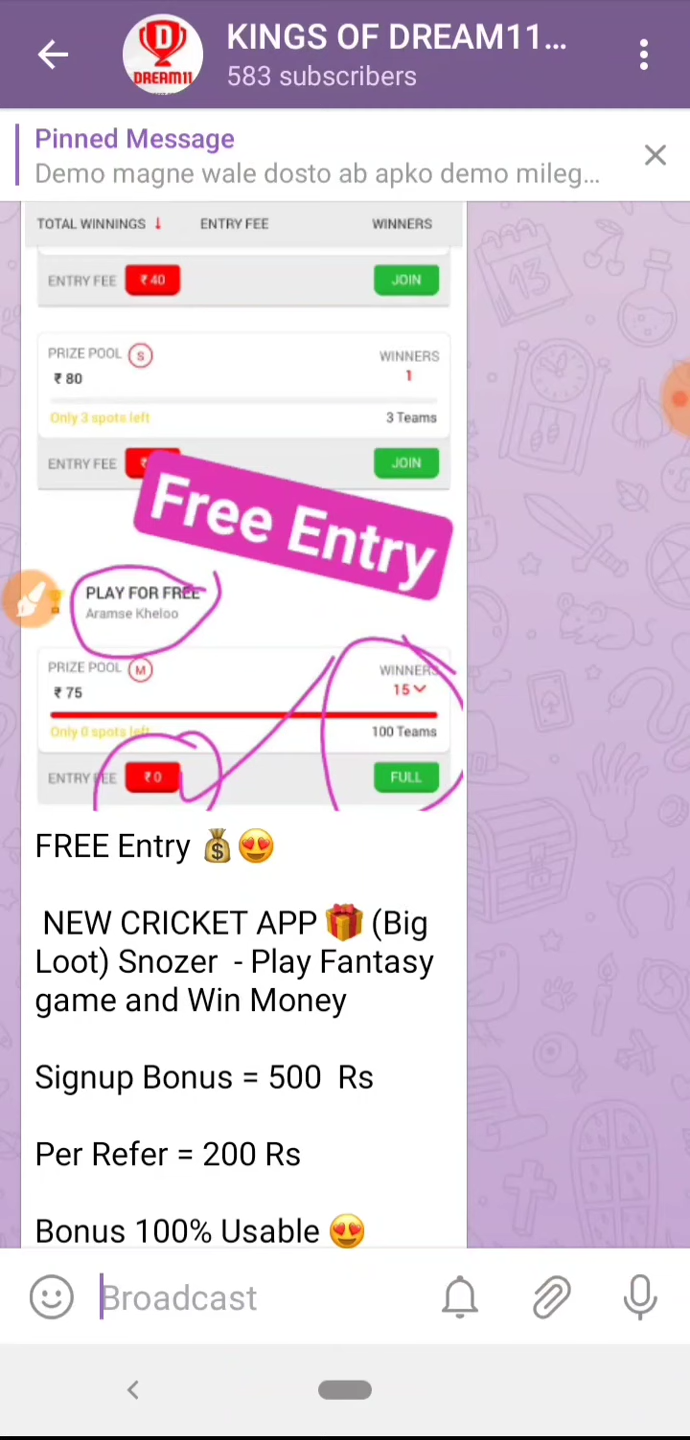 KINGS OF DREAM11...
583 subscribers
D
DREAM11
Pinned Message
Demo magne wale dosto ab apko demo mileg...
TOTAL WINNINGS ↓ ENTRY FEE WINNERS
ENTRY FEE ₹ 40 JOIN
PRIZE POOL S WINNERS
₹ 80 1
Only 3 spots left 3 Teams
ENTRY FEE ₹ JOIN
Free Entry
PLAY FOR FREE
Aramse Kheloo
PRIZE POOL M WINNERS
₹ 75 15
Only 0 spots left 100 Teams
ENTRY FEE ₹ 0 FULL
FREE Entry 💰😍
NEW CRICKET APP 🎁 (Big
Loot) Snozer - Play Fantasy
game and Win Money
Signup Bonus = 500 Rs
Per Refer = 200 Rs
Bonus 100% Usable 😍
Broadcast